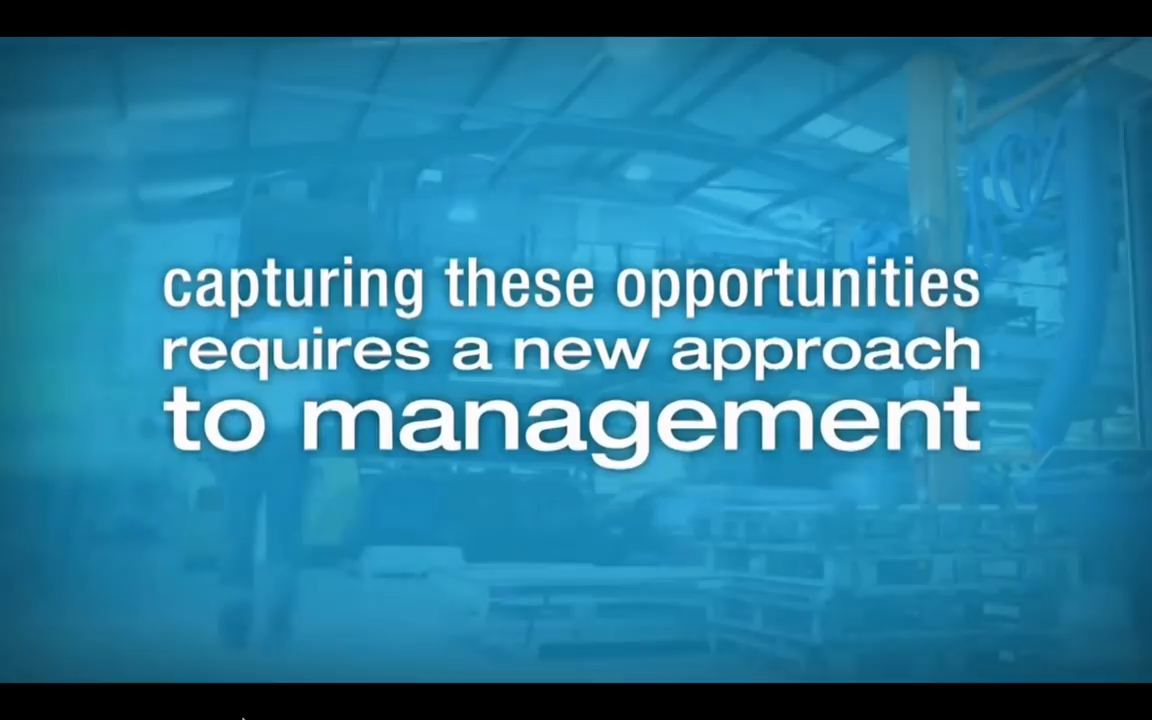 capturing these opportunities
requires a new approach
to management